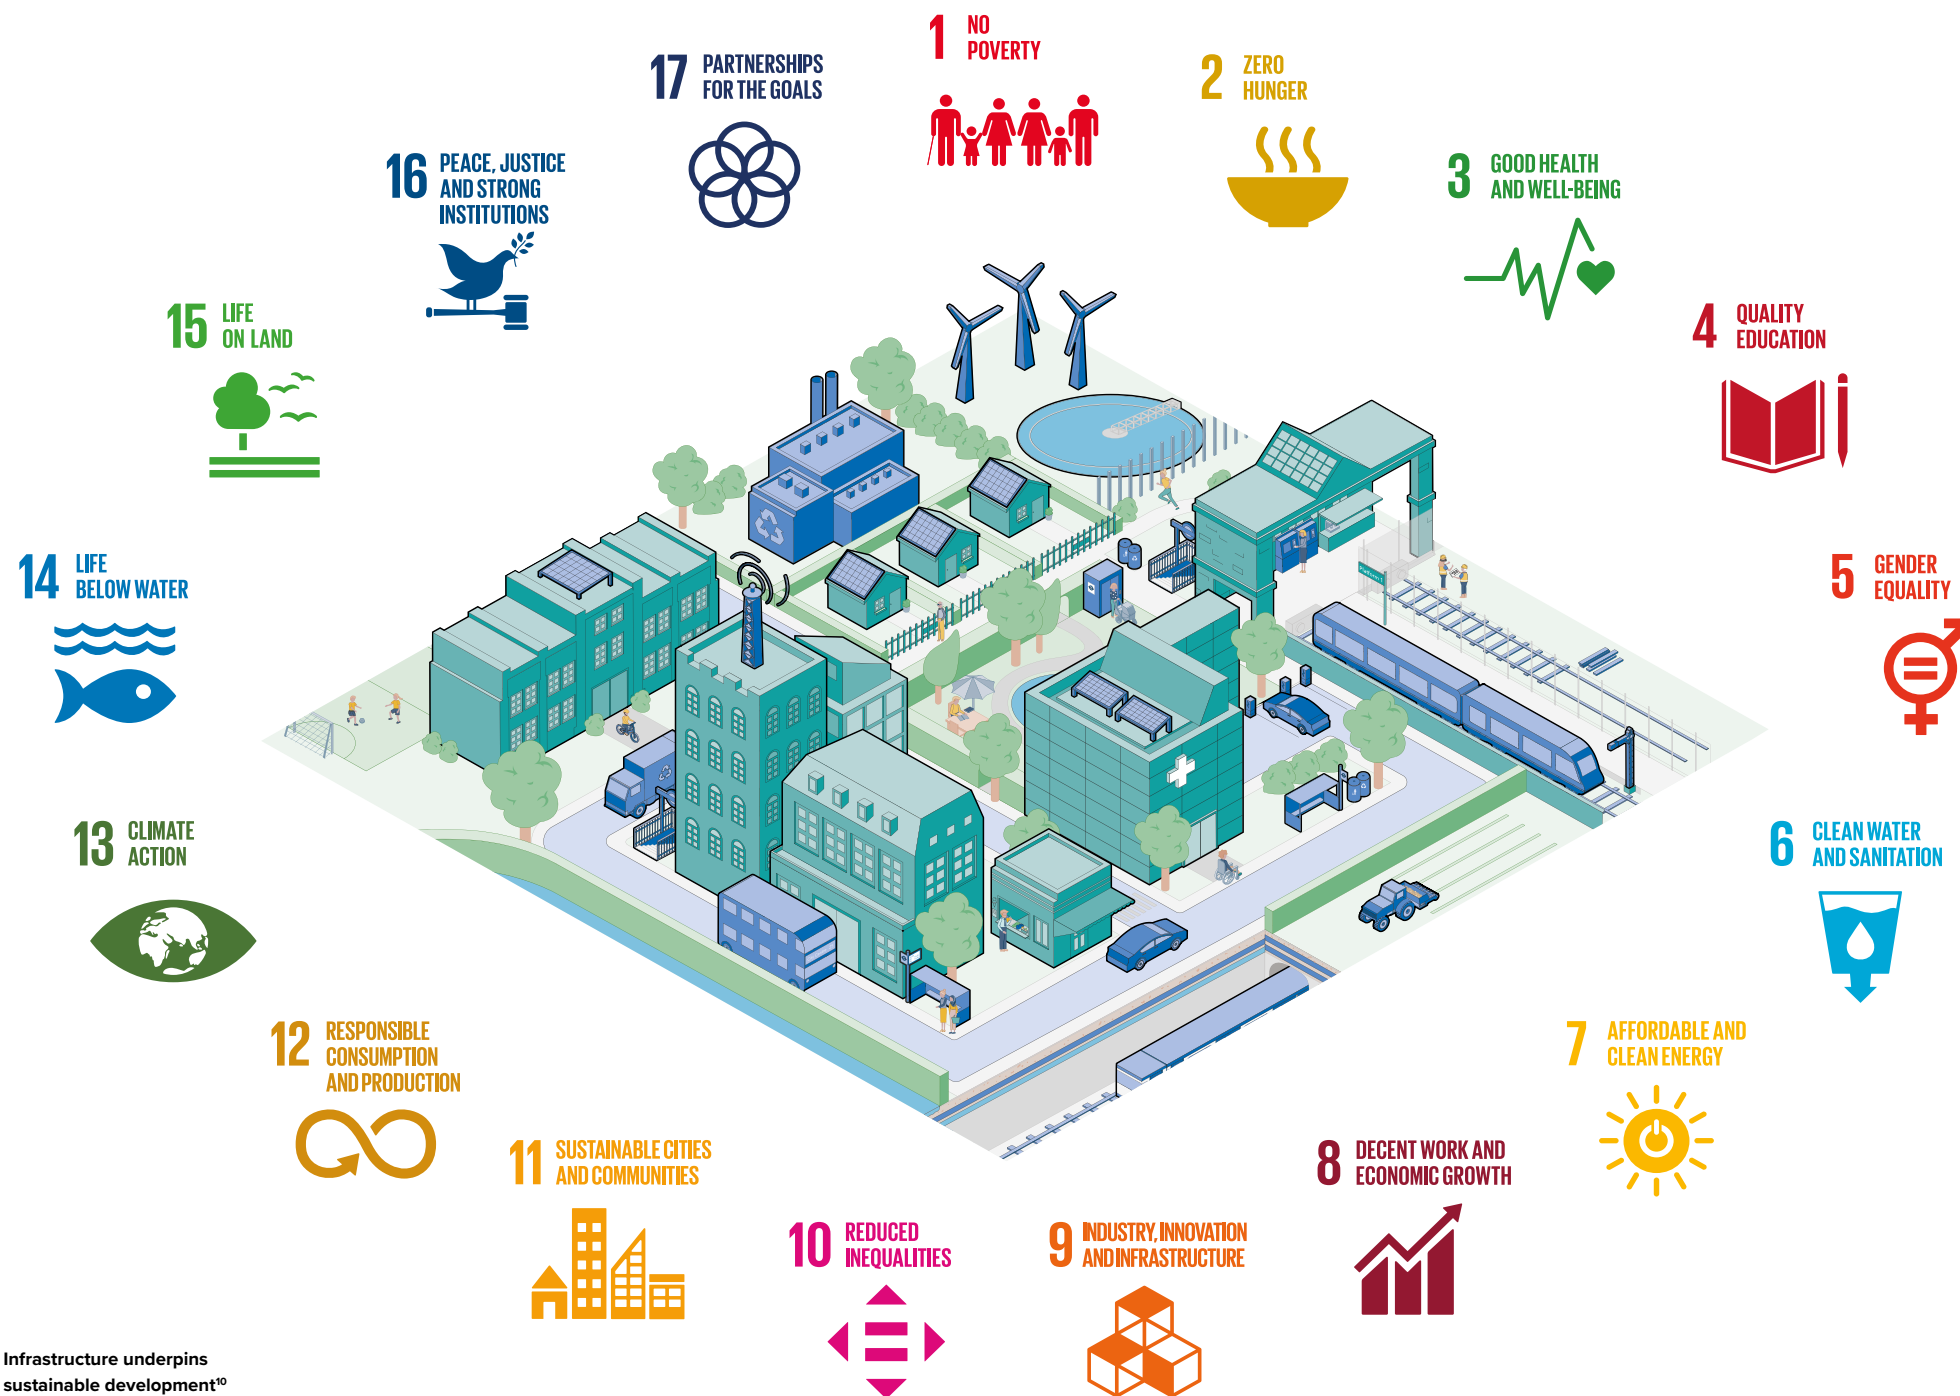 1 NO
POVERTY
2 ZERO
HUNGER
3 GOOD HEALTH
AND WELL-BEING
4 QUALITY
EDUCATION
5 GENDER
EQUALITY
6 CLEAN WATER
AND SANITATION
7 AFFORDABLE AND
CLEAN ENERGY
8 DECENT WORK AND
ECONOMIC GROWTH
9 INDUSTRY, INNOVATION
AND INFRASTRUCTURE
10 REDUCED
INEQUALITIES
11 SUSTAINABLE CITIES
AND COMMUNITIES
12 RESPONSIBLE
CONSUMPTION
AND PRODUCTION
13 CLIMATE
ACTION
14 LIFE
BELOW WATER
15 LIFE
ON LAND
16 PEACE, JUSTICE
AND STRONG
INSTITUTIONS
17 PARTNERSHIPS
FOR THE GOALS
Platform 1
Infrastructure underpins
sustainable development¹⁰